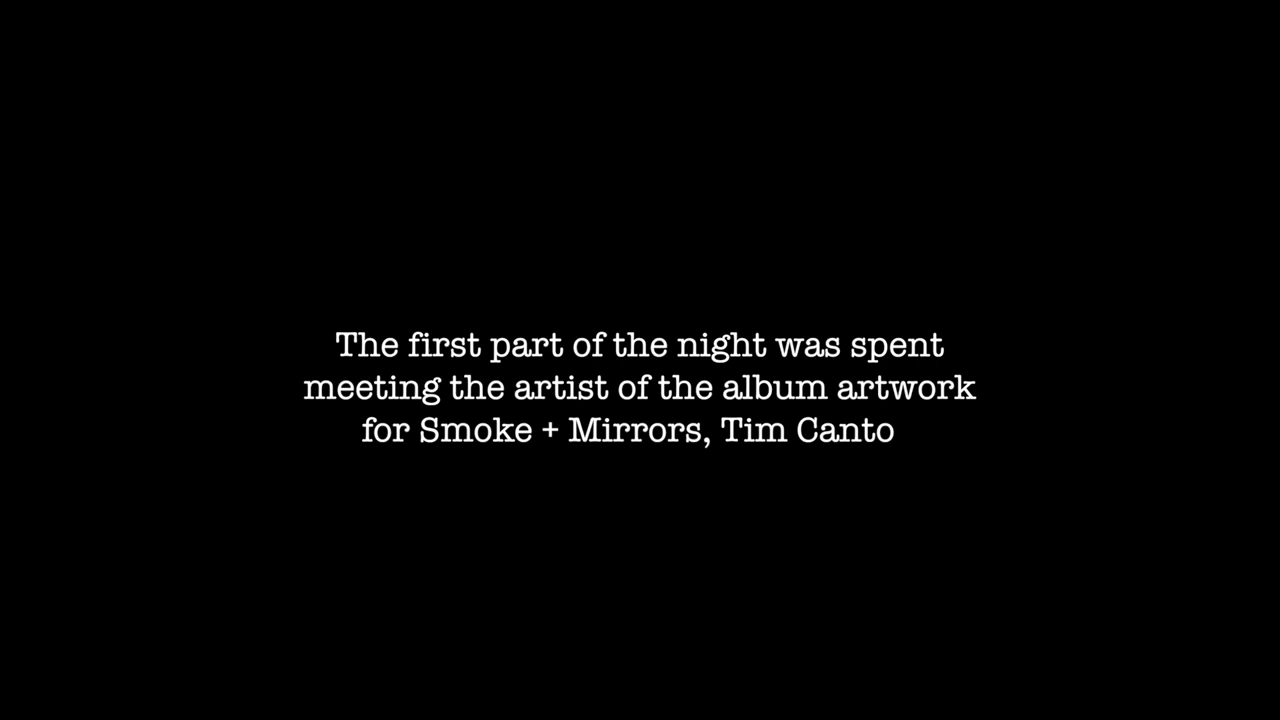 The first part of the night was spent
meeting the artist of the album artwork
for Smoke + Mirrors, Tim Canto